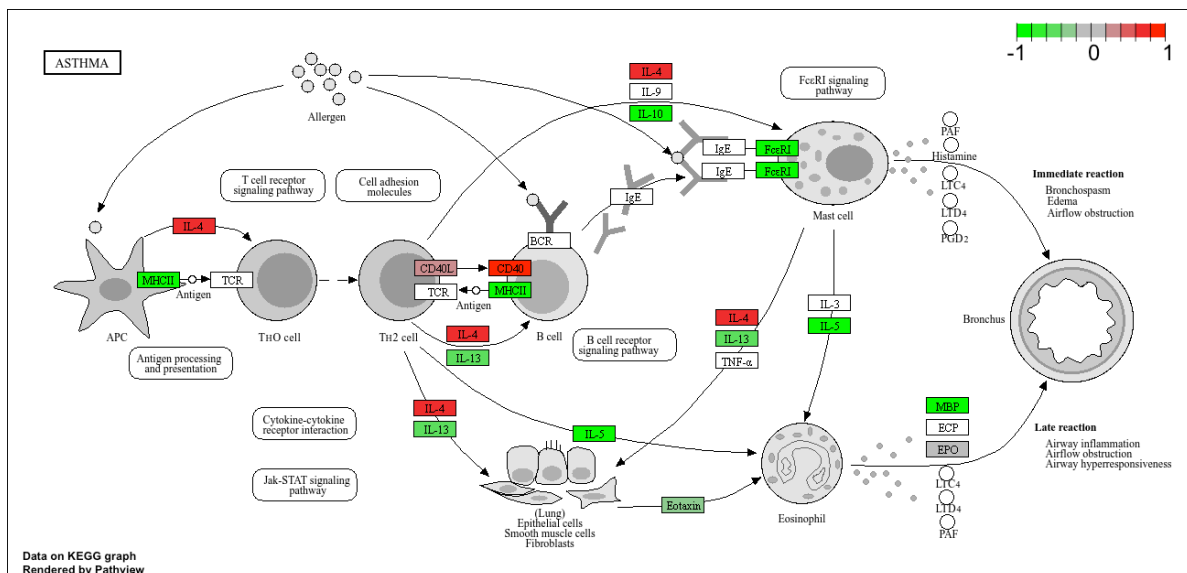 -1 0 1
ASTHMA
Allergen
IL-4
IL-9
IL-10
FcεRI signaling
pathway
T cell receptor
signaling pathway
Cell adhesion
molecules
IgE
FcεRI
IgE
FcεRI
IgE
Mast cell
PAF
Histamine
LTC4
LTD4
PGD2
Immediate reaction
Bronchospasm
Edema
Airflow obstruction
IL-4
MHCII
TCR
Antigen
APC
TH0 cell
BCR
CD40L
CD40
TCR
MHCII
Antigen
TH2 cell
B cell
IL-4
IL-13
B cell receptor
signaling pathway
Antigen processing
and presentation
IL-3
IL-5
IL-4
IL-13
TNF-α
Bronchus
Cytokine-cytokine
receptor interaction
Jak-STAT signaling
pathway
IL-4
IL-13
IL-5
(Lung)
Epithelial cells
Smooth muscle cells
Fibroblasts
Eotaxin
Eosinophil
MBP
ECP
EPO
LTC4
LTD4
PAF
Late reaction
Airway inflammation
Airflow obstruction
Airway hyperresponsiveness
Data on KEGG graph
Rendered by Pathview